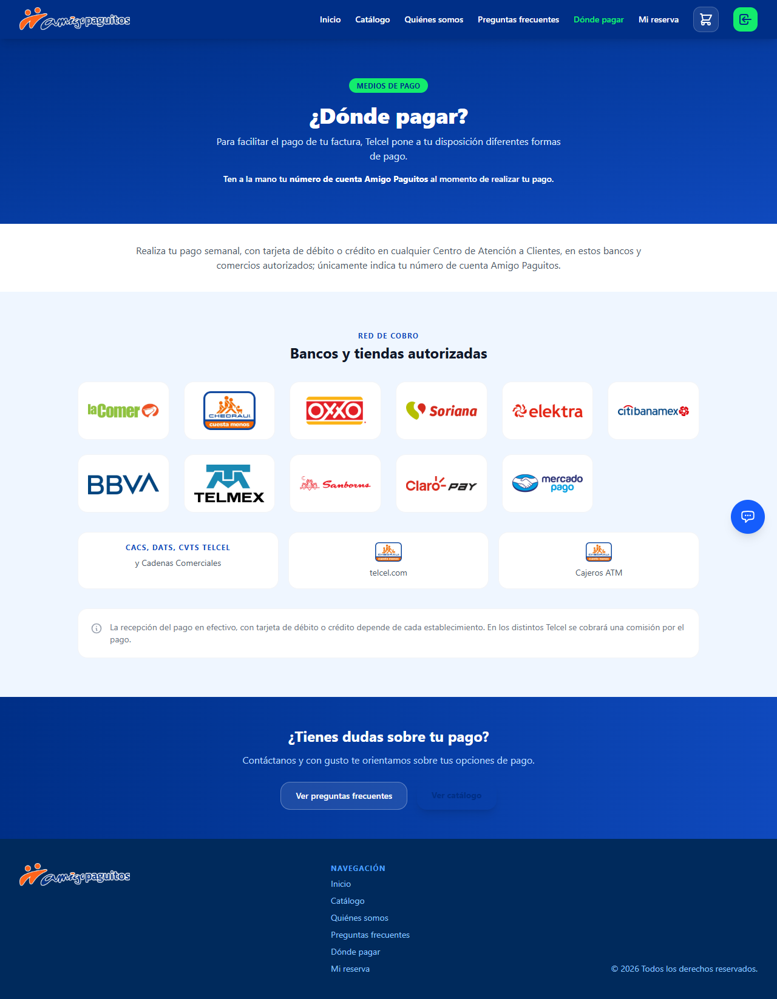 amigo paguitos
Inicio
Catálogo
Quiénes somos
Preguntas frecuentes
Dónde pagar
Mi reserva
MEDIOS DE PAGO
¿Dónde pagar?
Para facilitar el pago de tu factura, Telcel pone a tu disposición diferentes formas
de pago.
Ten a la mano tu número de cuenta Amigo Paguitos al momento de realizar tu pago.
Realiza tu pago semanal, con tarjeta de débito o crédito en cualquier Centro de Atención a Clientes, en estos bancos y
comercios autorizados; únicamente indica tu número de cuenta Amigo Paguitos.
RED DE COBRO
Bancos y tiendas autorizadas
laComer
CHEDRAUI
cuesta menos
OXXO
Soriana
elektra
citibanamex
BBVA
TELMEX
Sanborns
Claro pay
mercado
pago
CACS, DATS, CVTS TELCEL
y Cadenas Comerciales
CHEDRAUI
cuesta menos
telcel.com
CHEDRAUI
cuesta menos
Cajeros ATM
La recepción del pago en efectivo, con tarjeta de débito o crédito depende de cada establecimiento. En los distintos Telcel se cobrará una comisión por el
pago.
¿Tienes dudas sobre tu pago?
Contáctanos y con gusto te orientamos sobre tus opciones de pago.
Ver preguntas frecuentes
Ver catálogo
amigo paguitos
NAVEGACIÓN
Inicio
Catálogo
Quiénes somos
Preguntas frecuentes
Dónde pagar
Mi reserva
© 2026 Todos los derechos reservados.